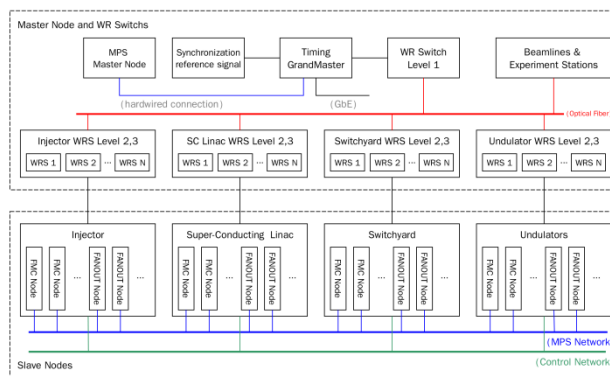 Master Node and WR Switchs
MPS
Master Node
Synchronization
reference signal
Timing
GrandMaster
WR Switch
Level 1
Beamlines &
Experiment Stations
(hardwired connection)
(GbE)
(Optical Fiber)
Injector WRS Level 2,3
WRS 1
WRS 2
...
WRS N
SC Linac WRS Level 2,3
WRS 1
WRS 2
...
WRS N
Switchyard WRS Level 2,3
WRS 1
WRS 2
...
WRS N
Undulator WRS Level 2,3
WRS 1
WRS 2
...
WRS N
Injector
FMC Node
FMC Node
...
FANOUT Node
FANOUT Node
...
Super-Conducting Linac
FMC Node
FMC Node
...
FANOUT Node
FANOUT Node
...
Switchyard
FMC Node
FMC Node
...
FANOUT Node
FANOUT Node
...
Undulators
FMC Node
FMC Node
...
FANOUT Node
FANOUT Node
...
(MPS Network)
(Control Network)
Slave Nodes